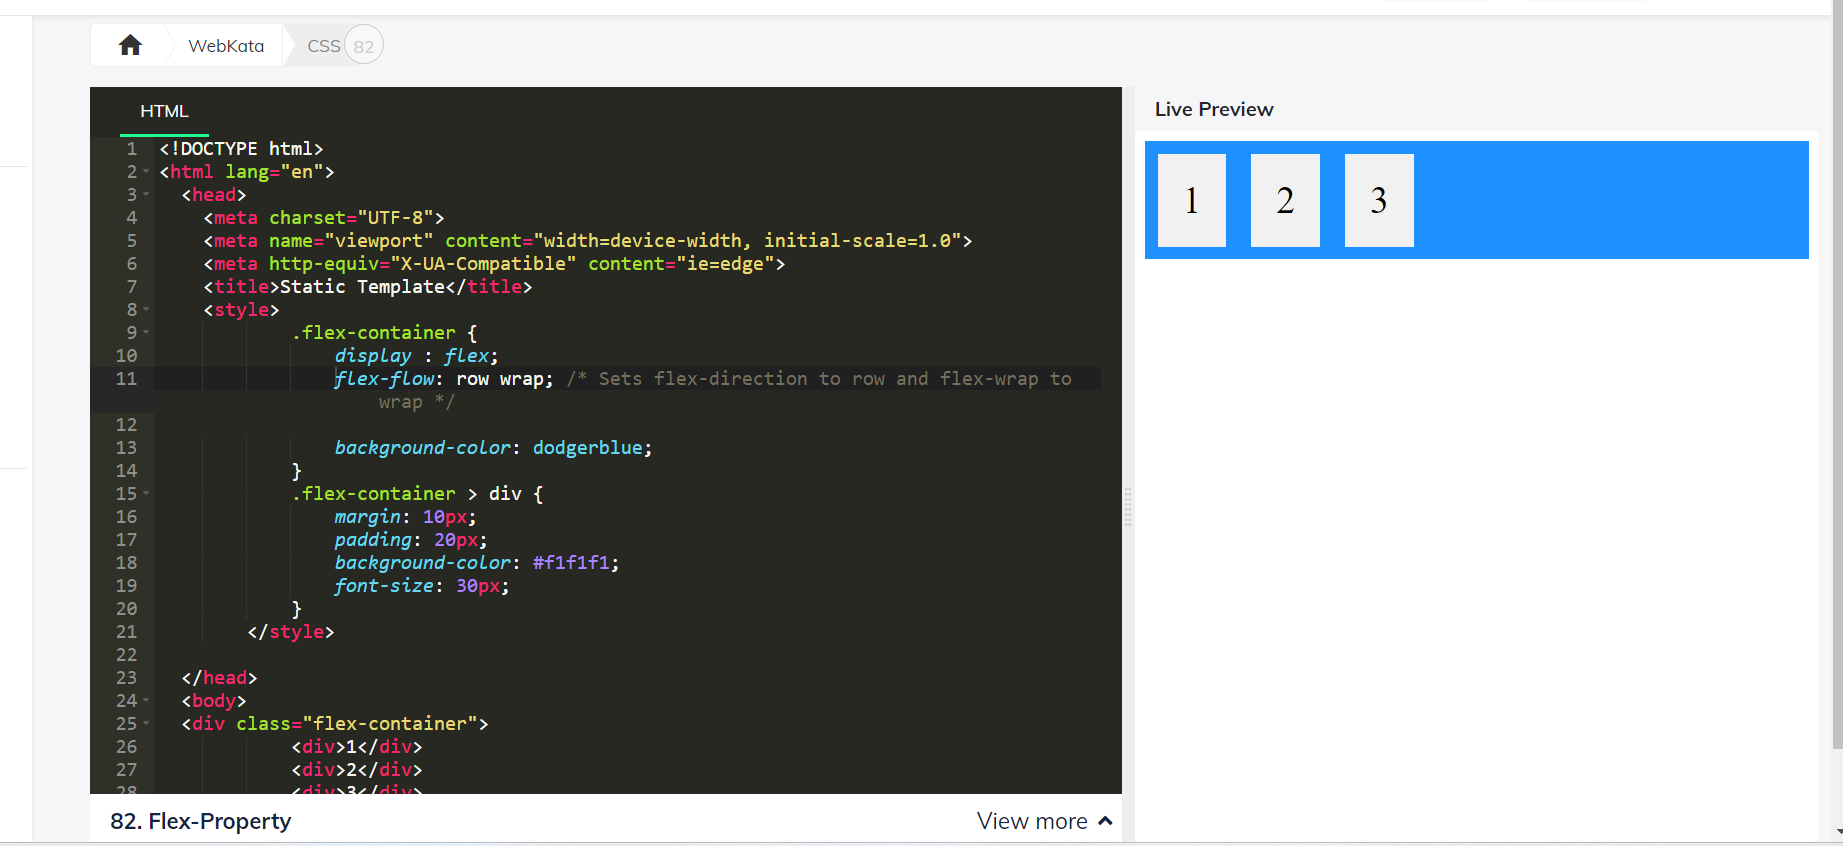 WebKata
CSS 82
HTML
1 <!DOCTYPE html>
2 <html lang="en">
3 <head>
4 <meta charset="UTF-8">
5 <meta name="viewport" content="width=device-width, initial-scale=1.0">
6 <meta http-equiv="X-UA-Compatible" content="ie=edge">
7 <title>Static Template</title>
8 <style>
9 .flex-container {
10 display : flex;
11 flex-flow: row wrap; /* Sets flex-direction to row and flex-wrap to
wrap */
12
13 background-color: dodgerblue;
14 }
15 .flex-container > div {
16 margin: 10px;
17 padding: 20px;
18 background-color: #f1f1f1;
19 font-size: 30px;
20 }
21 </style>
22
23 </head>
24 <body>
25 <div class="flex-container">
26 <div>1</div>
27 <div>2</div>
28 <div>3</div>
82. Flex-Property
View more
Live Preview
1 2 3